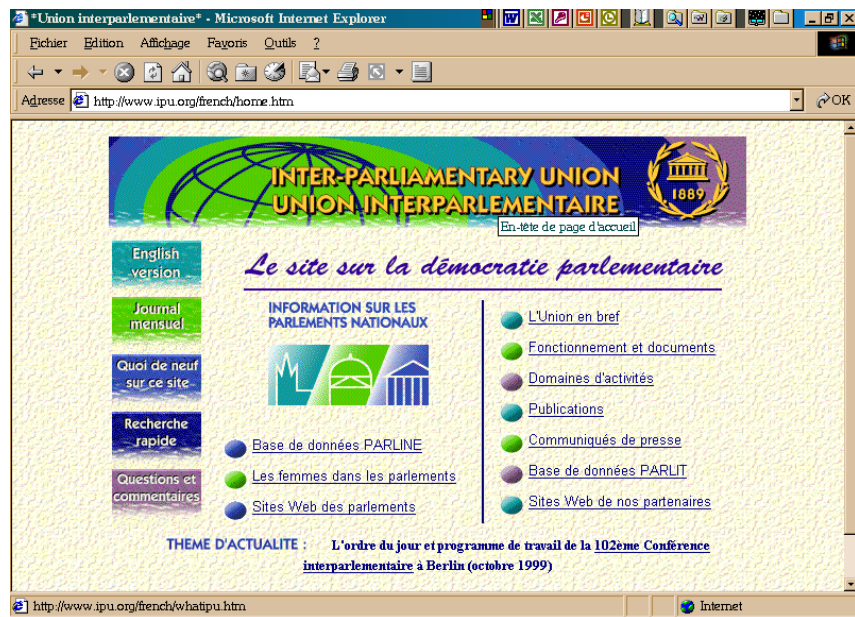 *Union interparlementaire* - Microsoft Internet Explorer
Fichier Edition Affichage Favoris Outils ?
Adresse http://www.ipu.org/french/home.htm OK
INTER-PARLIAMENTARY UNION
UNION INTERPARLEMENTAIRE
1889
En-tête de page d'accueil
English
version
Journal
mensuel
Quoi de neuf
sur ce site
Recherche
rapide
Questions et
commentaires
Le site sur la démocratie parlementaire
INFORMATION SUR LES
PARLEMENTS NATIONAUX
Base de données PARLINE
Les femmes dans les parlements
Sites Web des parlements
L'Union en bref
Fonctionnement et documents
Domaines d'activités
Publications
Communiqués de presse
Base de données PARLIT
Sites Web de nos partenaires
THEME D'ACTUALITE : L'ordre du jour et programme de travail de la 102ème Conférence
interparlementaire à Berlin (octobre 1999)
http://www.ipu.org/french/whatipu.htm Internet